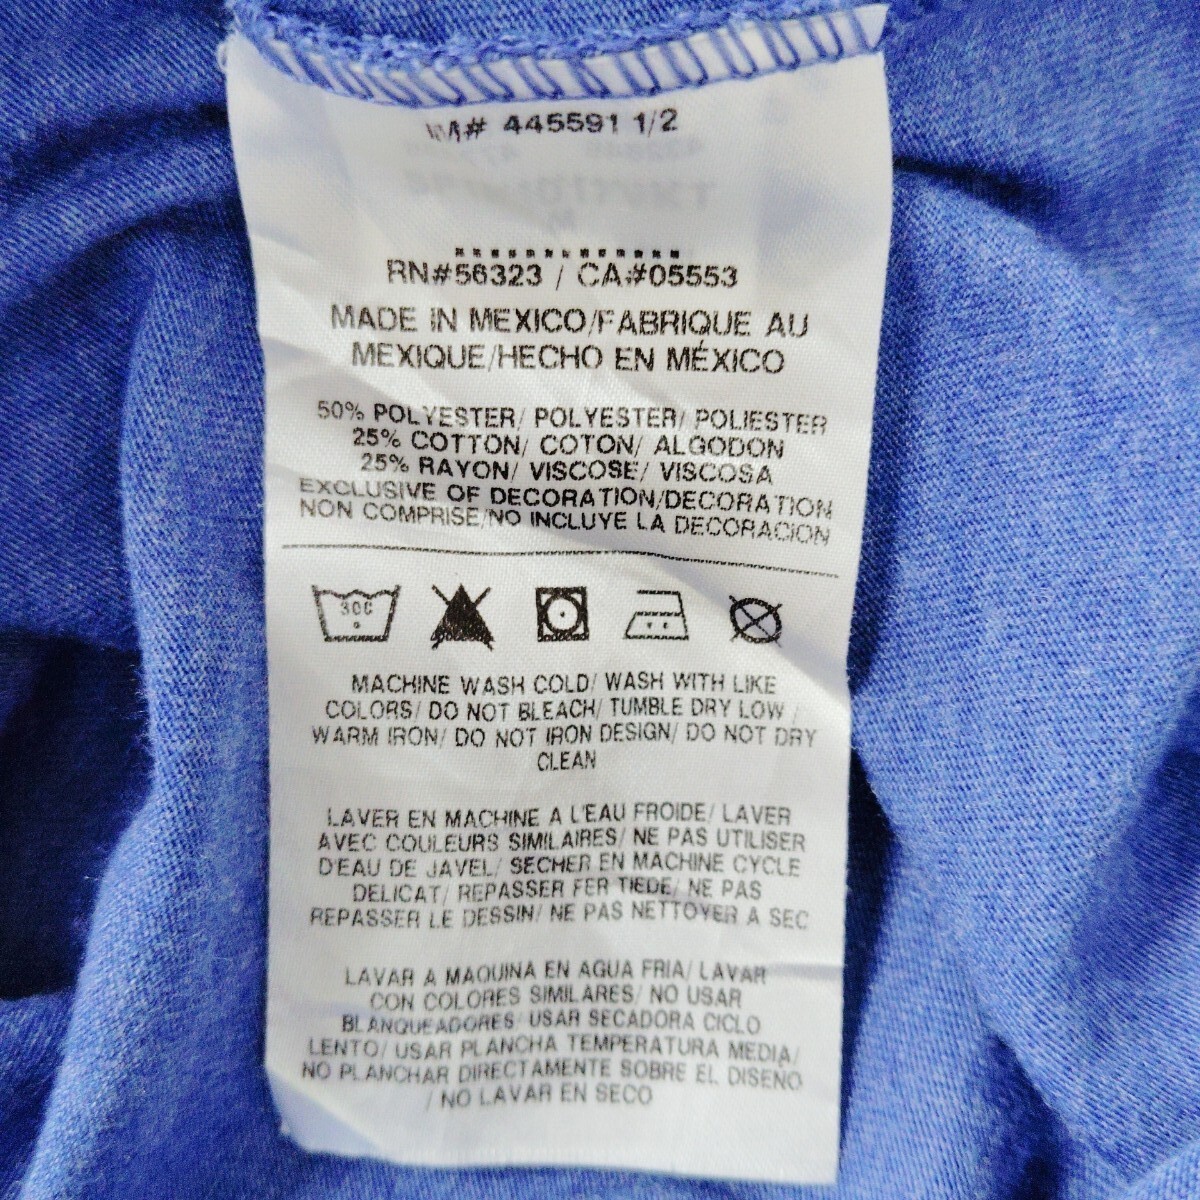 M# 445591 1/2
RN#56323 / CA#05553
MADE IN MEXICO/FABRIQUE AU
MEXIQUE/HECHO EN MÉXICO
50% POLYESTER/ POLYESTER/ POLIESTER
25% COTTON/ COTON/ ALGODON
25% RAYON/ VISCOSE/ VISCOSA
EXCLUSIVE OF DECORATION/DECORATION
NON COMPRISE/NO INCLUYE LA DECORACION
30C
MACHINE WASH COLD/ WASH WITH LIKE
COLORS/ DO NOT BLEACH/ TUMBLE DRY LOW /
WARM IRON/ DO NOT IRON DESIGN/ DO NOT DRY
CLEAN
LAVER EN MACHINE A L'EAU FROIDE/ LAVER
AVEC COULEURS SIMILAIRES/ NE PAS UTILISER
D'EAU DE JAVEL/ SECHER EN MACHINE CYCLE
DELICAT/ REPASSER FER TIEDE/ NE PAS
REPASSER LE DESSIN/ NE PAS NETTOYER A SEC
LAVAR A MAQUINA EN AGUA FRIA/ LAVAR
CON COLORES SIMILARES/ NO USAR
BLANQUEADORES/ USAR SECADORA CICLO
LENTO/ USAR PLANCHA TEMPERATURA MEDIA/
NO PLANCHAR DIRECTAMENTE SOBRE EL DISENO
/ NO LAVAR EN SECO